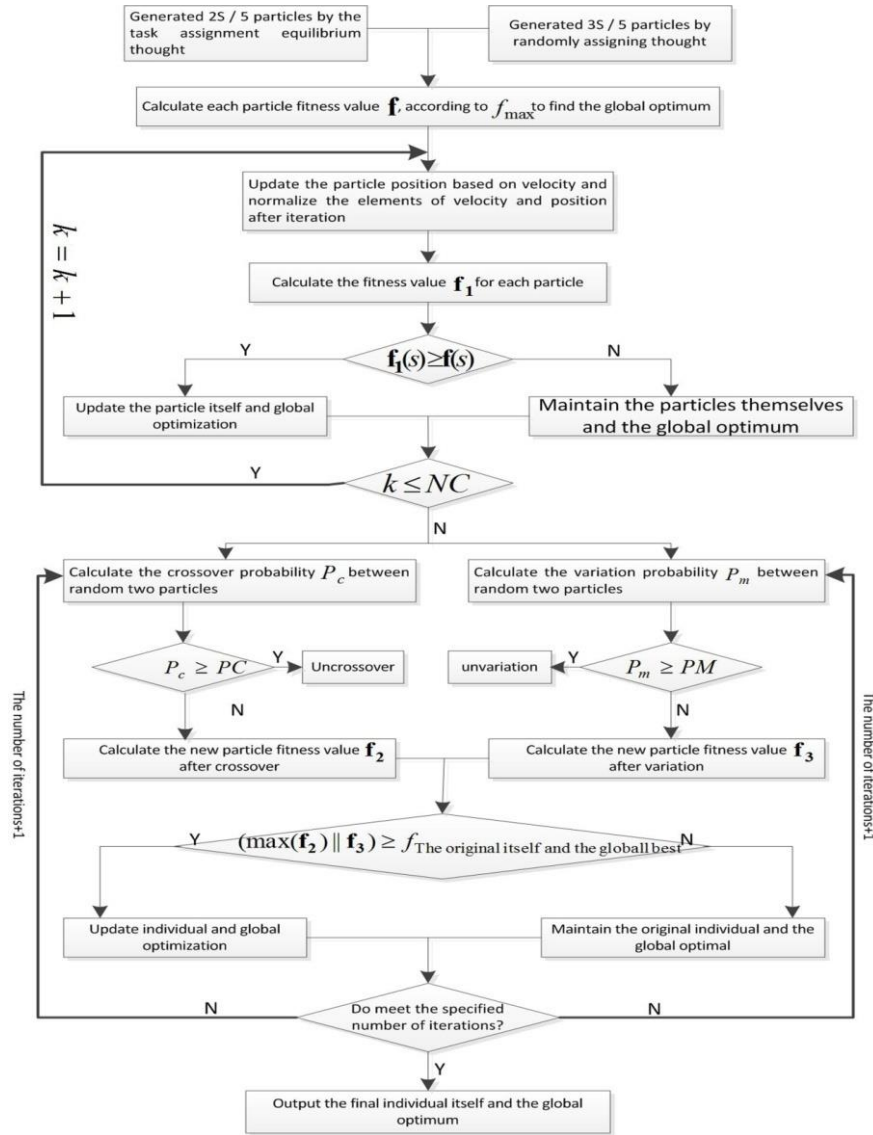 Generated 2S / 5 particles by the
task assignment equilibrium
thought
Generated 3S / 5 particles by
randomly assigning thought
Calculate each particle fitness value f, according to f_max to find the global optimum
Update the particle position based on velocity and
normalize the elements of velocity and position
after iteration
k = k + 1
Calculate the fitness value f₁ for each particle
f₁(s)≥f(s)
Y
N
Update the particle itself and global
optimization
Maintain the particles themselves
and the global optimum
Y
k ≤ NC
N
Calculate the crossover probability P_c between
random two particles
Calculate the variation probability P_m between
random two particles
P_c ≥ PC
Y
Uncrossover
unvariation
Y
P_m ≥ PM
The number of iterations+1
The number of iterations+1
N
N
Calculate the new particle fitness value f₂
after crossover
Calculate the new particle fitness value f₃
after variation
Y
(max(f₂) || f₃) ≥ f The original itself and the globall best
N
Update individual and global
optimization
Maintain the original individual and the
global optimal
N
Do meet the specified
number of iterations?
N
Y
Output the final individual itself and the global
optimum